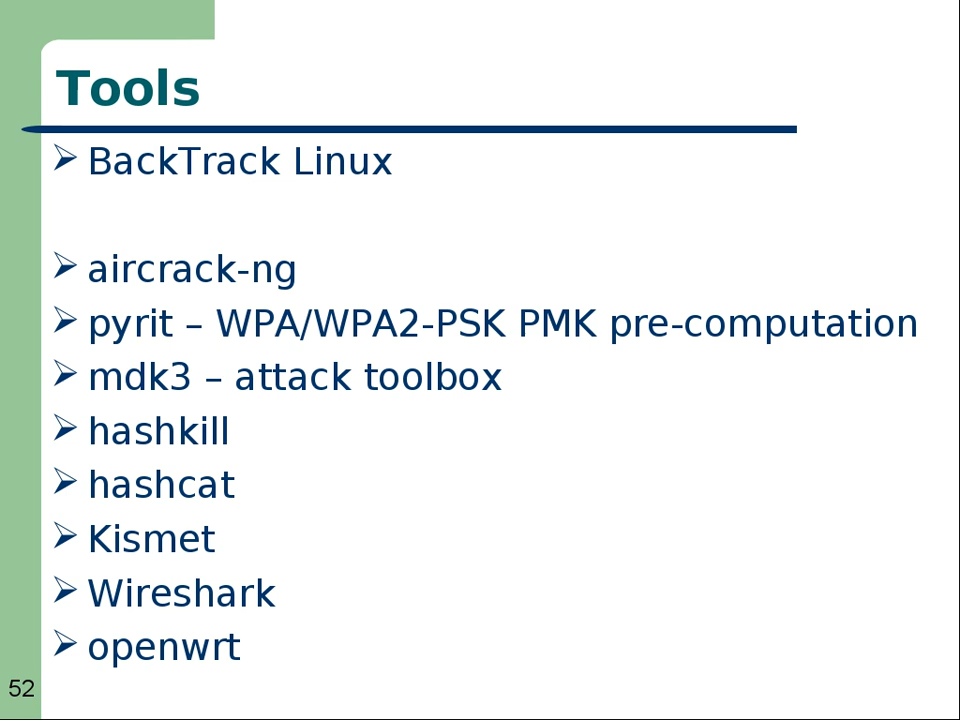 Tools
BackTrack Linux
aircrack-ng
pyrit – WPA/WPA2-PSK PMK pre-computation
mdk3 – attack toolbox
hashkill
hashcat
Kismet
Wireshark
openwrt
52